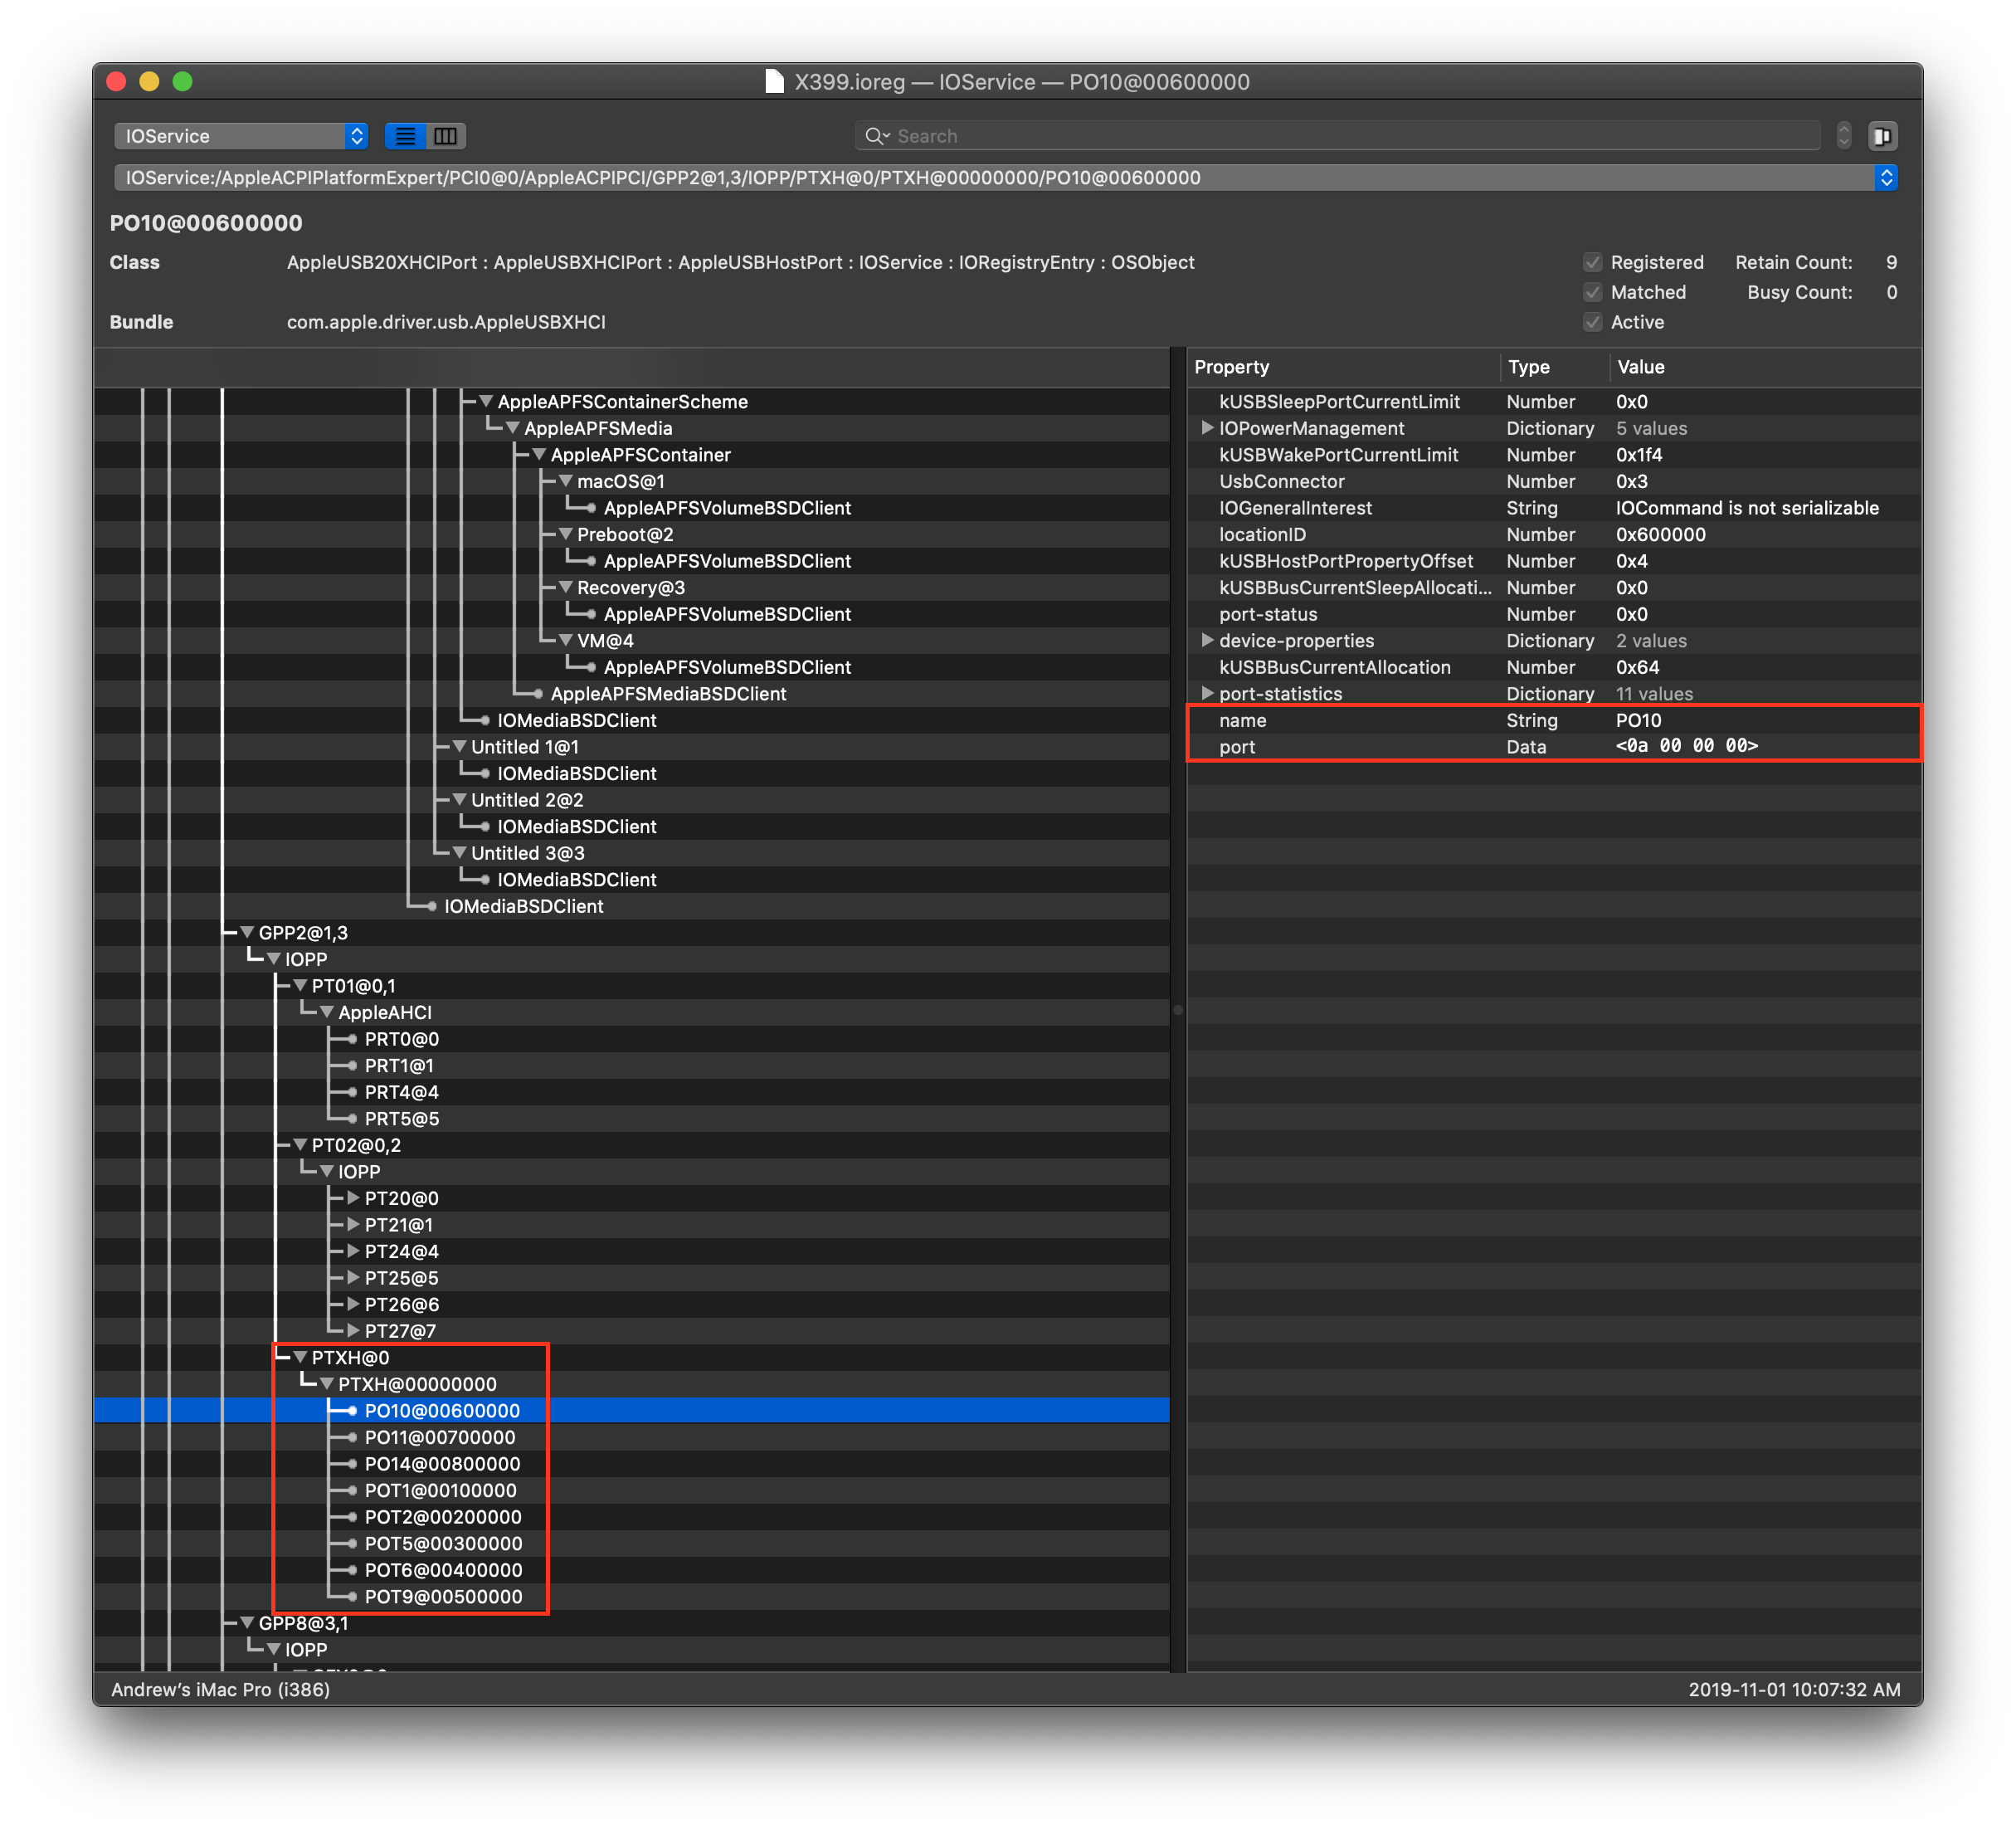 X399.ioreg — IOService — PO10@00600000
IOService
Search
IOService:/AppleACPIPlatformExpert/PCI0@0/AppleACPIPCI/GPP2@1,3/IOPP/PTXH@0/PTXH@00000000/PO10@00600000
PO10@00600000
Class AppleUSB20XHCIPort : AppleUSBXHCIPort : AppleUSBHostPort : IOService : IORegistryEntry : OSObject
Registered Retain Count: 9
Matched Busy Count: 0
Bundle com.apple.driver.usb.AppleUSBXHCI
Active
AppleAPFSContainerScheme
AppleAPFSMedia
AppleAPFSContainer
macOS@1
AppleAPFSVolumeBSDClient
Preboot@2
AppleAPFSVolumeBSDClient
Recovery@3
AppleAPFSVolumeBSDClient
VM@4
AppleAPFSVolumeBSDClient
AppleAPFSMediaBSDClient
IOMediaBSDClient
Untitled 1@1
IOMediaBSDClient
Untitled 2@2
IOMediaBSDClient
Untitled 3@3
IOMediaBSDClient
IOMediaBSDClient
GPP2@1,3
IOPP
PT01@0,1
AppleAHCI
PRT0@0
PRT1@1
PRT4@4
PRT5@5
PT02@0,2
IOPP
PT20@0
PT21@1
PT24@4
PT25@5
PT26@6
PT27@7
PTXH@0
PTXH@00000000
PO10@00600000
PO11@00700000
PO14@00800000
POT1@00100000
POT2@00200000
POT5@00300000
POT6@00400000
POT9@00500000
GPP8@3,1
IOPP
Property Type Value
kUSBSleepPortCurrentLimit Number 0x0
IOPowerManagement Dictionary 5 values
kUSBWakePortCurrentLimit Number 0x1f4
UsbConnector Number 0x3
IOGeneralInterest String IOCommand is not serializable
locationID Number 0x600000
kUSBHostPortPropertyOffset Number 0x4
kUSBBusCurrentSleepAllocati... Number 0x0
port-status Number 0x0
device-properties Dictionary 2 values
kUSBBusCurrentAllocation Number 0x64
port-statistics Dictionary 11 values
name String PO10
port Data <0a 00 00 00>
Andrew's iMac Pro (i386)
2019-11-01 10:07:32 AM